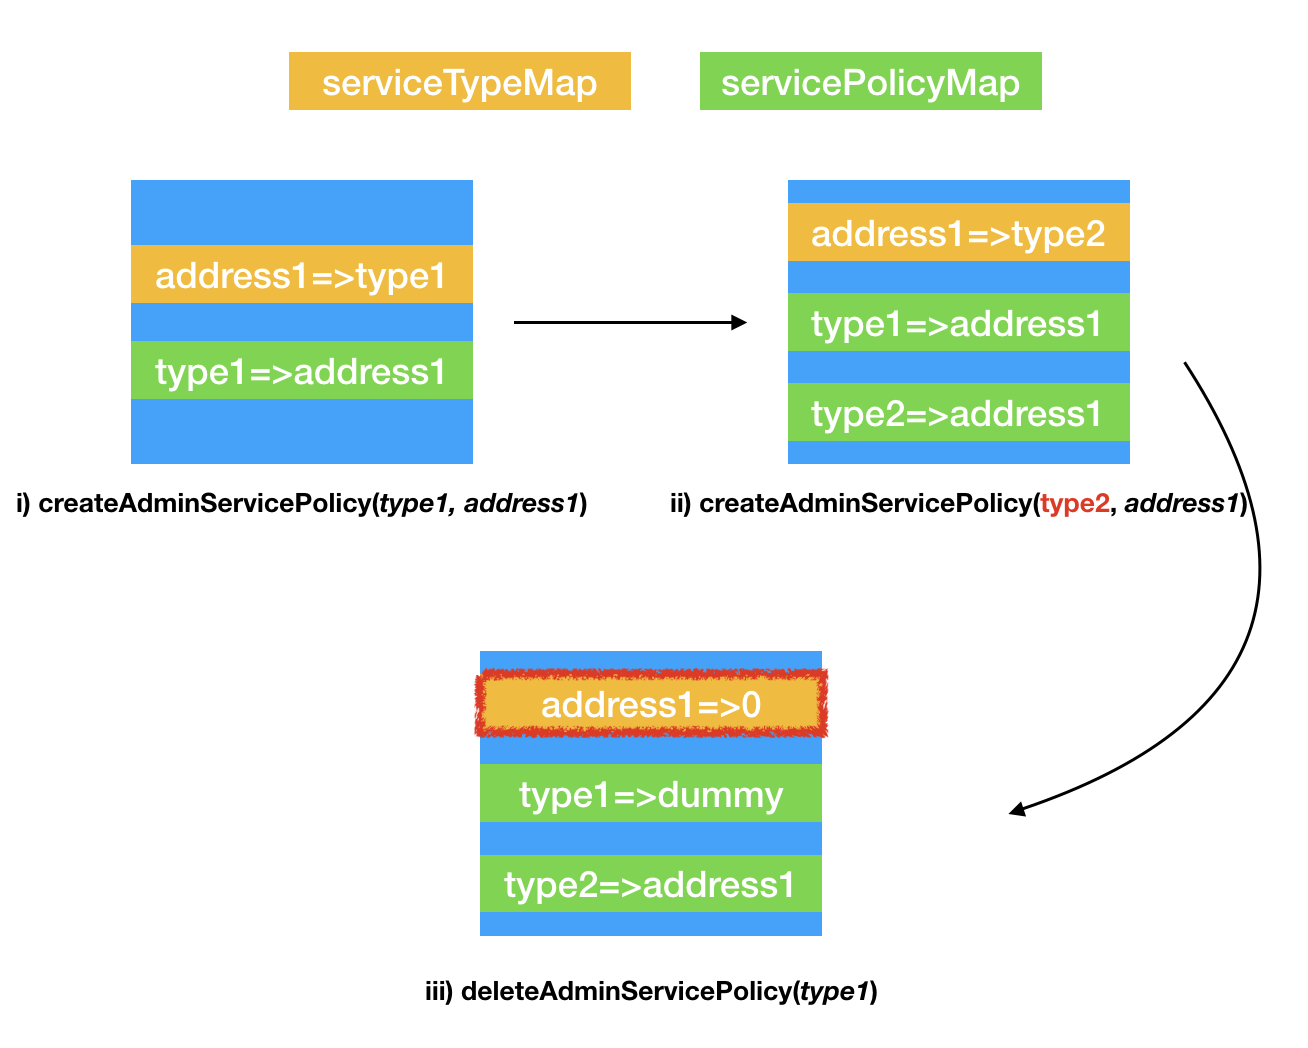 serviceTypeMap
servicePolicyMap
address1=>type1
type1=>address1
i) createAdminServicePolicy(type1, address1)
address1=>type2
type1=>address1
type2=>address1
ii) createAdminServicePolicy(type2, address1)
address1=>0
type1=>dummy
type2=>address1
iii) deleteAdminServicePolicy(type1)